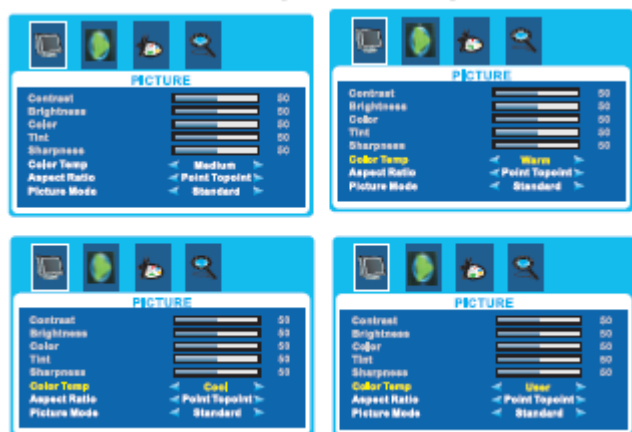 PICTURE
Contrast 50
Brightness 50
Color 50
Tint 50
Sharpness 50
Color Temp Medium
Aspect Ratio Point Topoint
Picture Mode Standard
PICTURE
Contrast 50
Brightness 50
Color 50
Tint 50
Sharpness 50
Color Temp Warm
Aspect Ratio Point Topoint
Picture Mode Standard
PICTURE
Contrast 50
Brightness 50
Color 50
Tint 50
Sharpness 50
Color Temp Cool
Aspect Ratio Point Topoint
Picture Mode Standard
PICTURE
Contrast 50
Brightness 50
Color 50
Tint 50
Sharpness 50
Color Temp User
Aspect Ratio Point Topoint
Picture Mode Standard